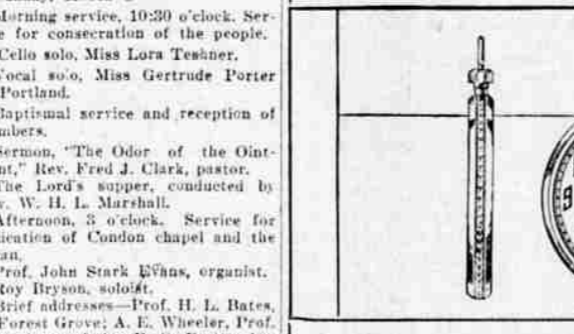 Morning service, 10:30 o'clock. Ser-
e for consecration of the people.
Cello solo, Miss Lora Teshner.
Vocal solo, Miss Gertrude Porter
Portland.
Baptismal service and reception of
mbers.
Sermon, "The Odor of the Oint-
nt," Rev. Fred J. Clark, pastor.
The Lord's supper, conducted by
v. W. H. L. Marshall.
Afternoon, 3 o'clock. Service for
ication of Condon chapel and the
an.
Prof. John Stark Evans, organist.
Roy Bryson, soloist.
Brief addresses—Prof. H. L. Bates,
Forest Grove; A. E. Wheeler, Prof.
9